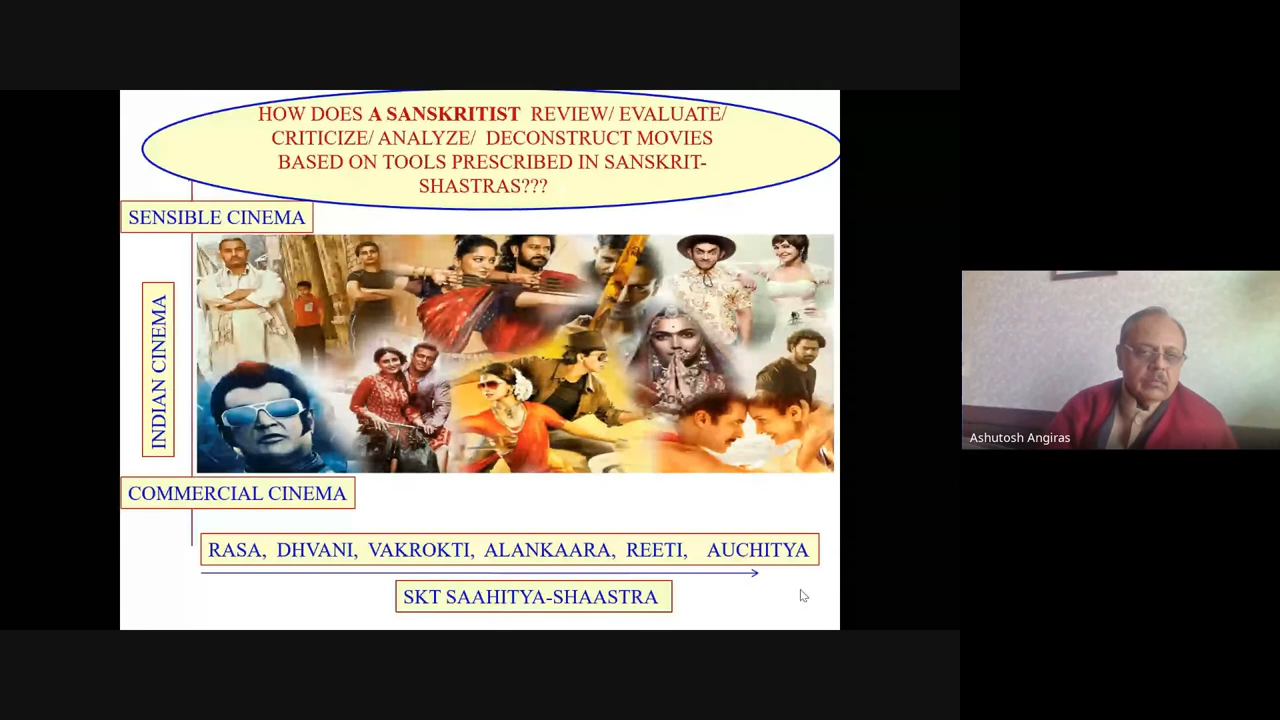 HOW DOES A SANSKRITIST REVIEW/ EVALUATE/
CRITICIZE/ ANALYZE/ DECONSTRUCT MOVIES
BASED ON TOOLS PRESCRIBED IN SANSKRIT-
SHASTRAS???
SENSIBLE CINEMA
INDIAN CINEMA
COMMERCIAL CINEMA
RASA, DHVANI, VAKROKTI, ALANKAARA, REETI, AUCHITYA
SKT SAAHITYA-SHAASTRA
Ashutosh Angiras